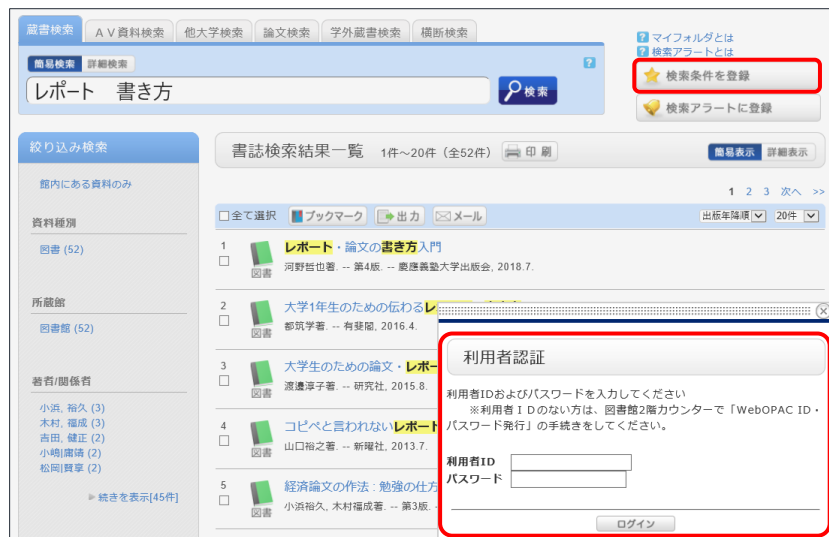 蔵書検索 AV資料検索 他大学検索 論文検索 学外蔵書検索 横断検索
? マイフォルダとは
? 検索アラートとは
簡易検索 詳細検索 ?
レポート 書き方 検索
検索条件を登録
検索アラートに登録
絞り込み検索
書誌検索結果一覧 1件～20件（全52件） 印刷 簡易表示 詳細表示
館内にある資料のみ
1 2 3 次へ >>
□全て選択 ブックマーク 出力 メール 出版年降順 20件
資料種別
図書 (52)
1 レポート・論文の書き方入門
図書 河野哲也著. -- 第4版. -- 慶應義塾大学出版会, 2018.7.
所蔵館
図書館 (52)
2 大学1年生のための伝わるレ
図書 都筑学著. -- 有斐閣, 2016.4.
3 大学生のための論文・レポー
図書 渡邊淳子著. -- 研究社, 2015.8.
著者/関係者
小浜, 裕久 (3)
木村, 福成 (3)
吉田, 健正 (2)
小嶋||庸靖 (2)
松岡||賢享 (2)
続きを表示[45件]
4 コピペと言われないレポート
図書 山口裕之著. -- 新曜社, 2013.7.
5 経済論文の作法 : 勉強の仕方
図書 小浜裕久, 木村福成著. -- 第3版. -
利用者認証
利用者IDおよびパスワードを入力してください
※利用者ＩＤのない方は、図書館2階カウンターで「WebOPAC ID・
パスワード発行」の手続きをしてください。
利用者ID
パスワード
ログイン